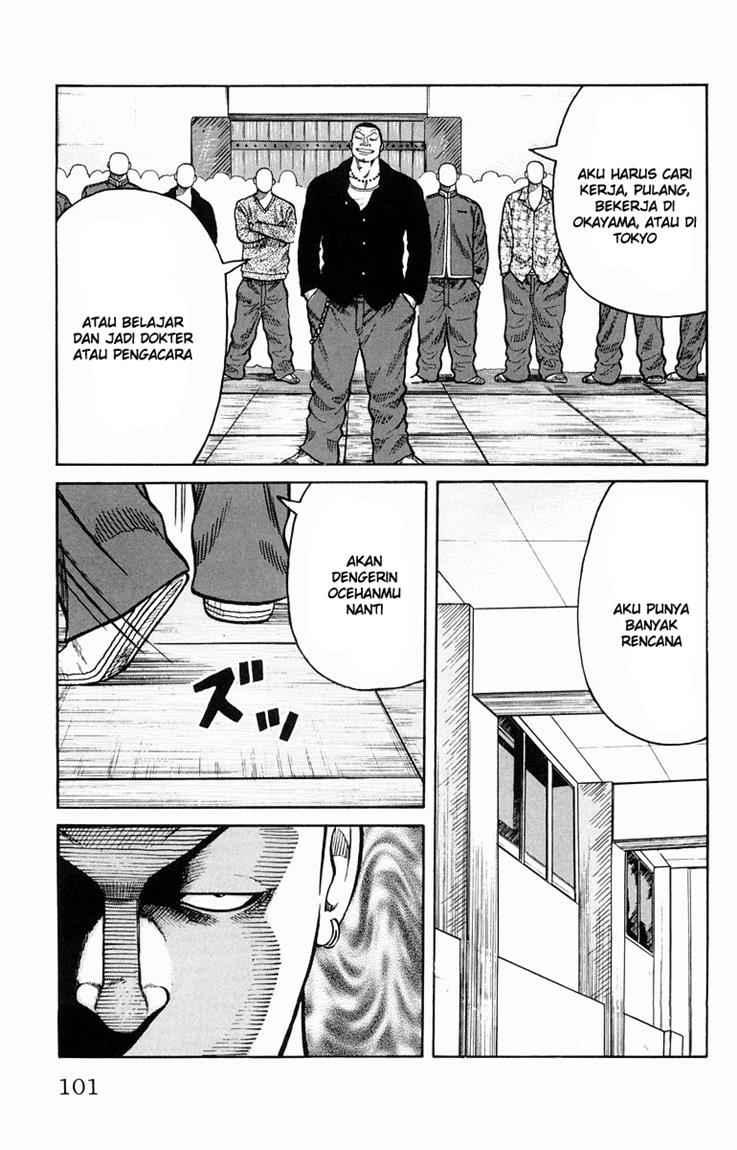 AKU HARUS CARI
KERJA, PULANG,
BEKERJA DI
OKAYAMA, ATAU DI
TOKYO
ATAU BELAJAR
DAN JADI DOKTER
ATAU PENGACARA
AKU PUNYA
BANYAK
RENCANA
AKAN
DENGERIN
OCEHANMU
NANTI
ズズッ
101